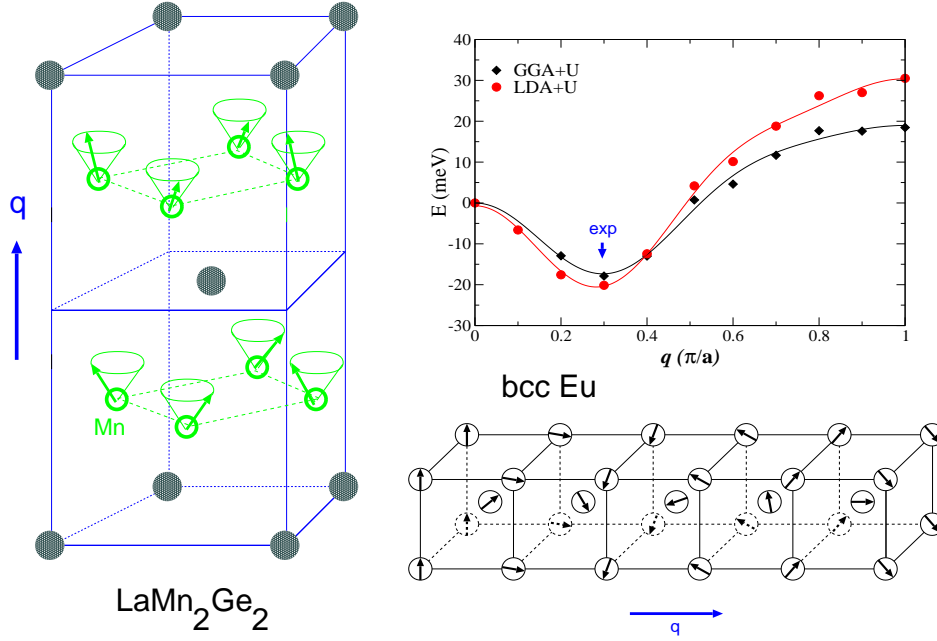 q
Mn
LaMn2Ge2
40
30
20
10
0
-10
-20
-30
E (meV)
GGA+U
LDA+U
exp
0
0.2
0.4
0.6
0.8
1
q (π/a)
bcc Eu
q